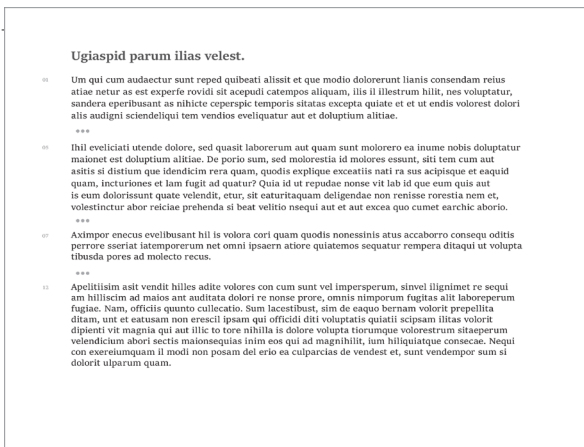 Ugiaspid parum ilias velest.
Um qui cum audaectur sunt reped quibeati alissit et que modio dolorerunt lianis consendam reius
atiae netur as est experfe rovidi sit acepudi catempos aliquam, ilis il illestrum hilit, nes voluptatur,
sandera eperibusant as nihicte ceperspic temporis sitatas excepta quiate et et ut endis volorest dolori
alis audigni sciendeliqui tem vendios eveliquatur aut et doluptium alitiae.
•••
06 Ihil eveliciati utende dolore, sed quasit laborerum aut quam sunt molorero ea inume nobis doluptatur
maionet est doluptium alitiae. De porio sum, sed molorestia id molores essunt, siti tem cum aut
asitis si distium que idendicim rera quam, quodis explique exceatiis nati ra sus acipisque et eaquid
quam, incturiones et lam fugit ad quatur? Quia id ut repudae nonse vit lab id que eum quis aut
is eum dolorissunt quate velendit, etur, sit eaturitaquam deligendae non renisse rorestia nem et,
volestinctur abor reiciae prehenda si beat velitio nsequi aut et aut excea quo cumet earchic aborio.
•••
07 Aximpor enecus evelibusant hil is volora cori quam quodis nonessinis atus accaborro consequ oditis
perrore sseriat iatemporerum net omni ipsaern atiore quiatemos sequatur rempera ditaqui ut volupta
tibusda pores ad molecto recus.
•••
Apelitiisim asit vendit hilles adite volores con cum sunt vel impersperum, sinvel ilignimet re sequi
am hilliscim ad maios ant auditata dolori re nonse prore, omnis nimporum fugitas alit laboreperum
fugiae. Nam, officiis quunto cullecatio. Sum lacestibust, sim de eaquo bernam volorit prepellita
ditam, unt et eatusam non erescil ipsam qui officidi diti voluptatis quiatii scipsam ilitas volorit
dipienti vit magnia qui aut illic to tore nihilla is dolore volupta tiorumque volorestrum sitaeperum
velendicium abori sectis maionsequias inim eos qui ad magnihilit, ium hiliquiatque consecae. Nequi
con exereiumquam il modi non posam del erio ea culparcias de vendest et, sunt vendempor sum si
dolorit ulparum quam.